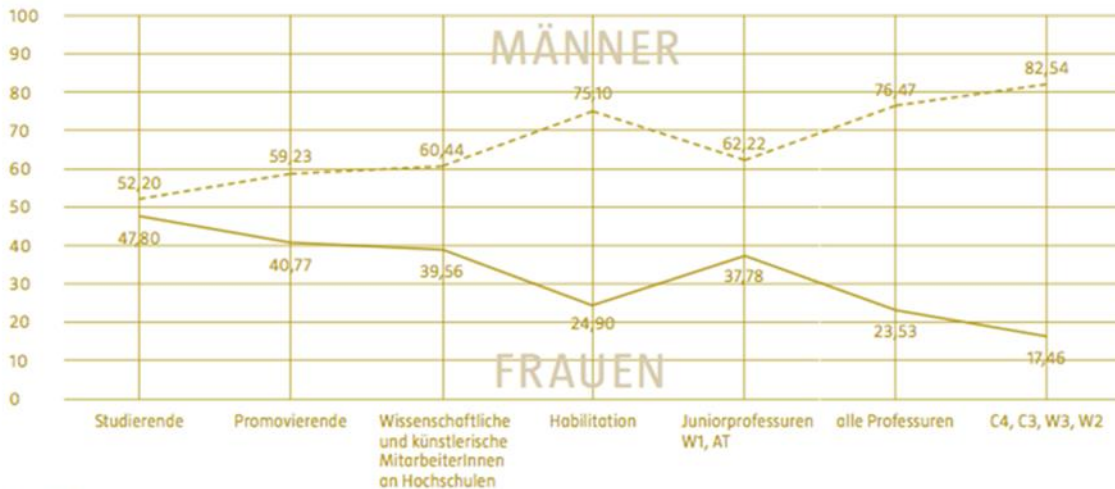 100
90
80
70
60
50
40
30
20
10
0
MÄNNER
52,20
59,23
60,44
75,10
62,22
76,47
82,54
47,80
40,77
39,56
24,90
37,78
23,53
17,46
FRAUEN
Studierende
Promovierende
Wissenschaftliche
und künstlerische
MitarbeiterInnen
an Hochschulen
Habilitation
Juniorprofessuren
W1, AT
alle Professuren
C4, C3, W3, W2